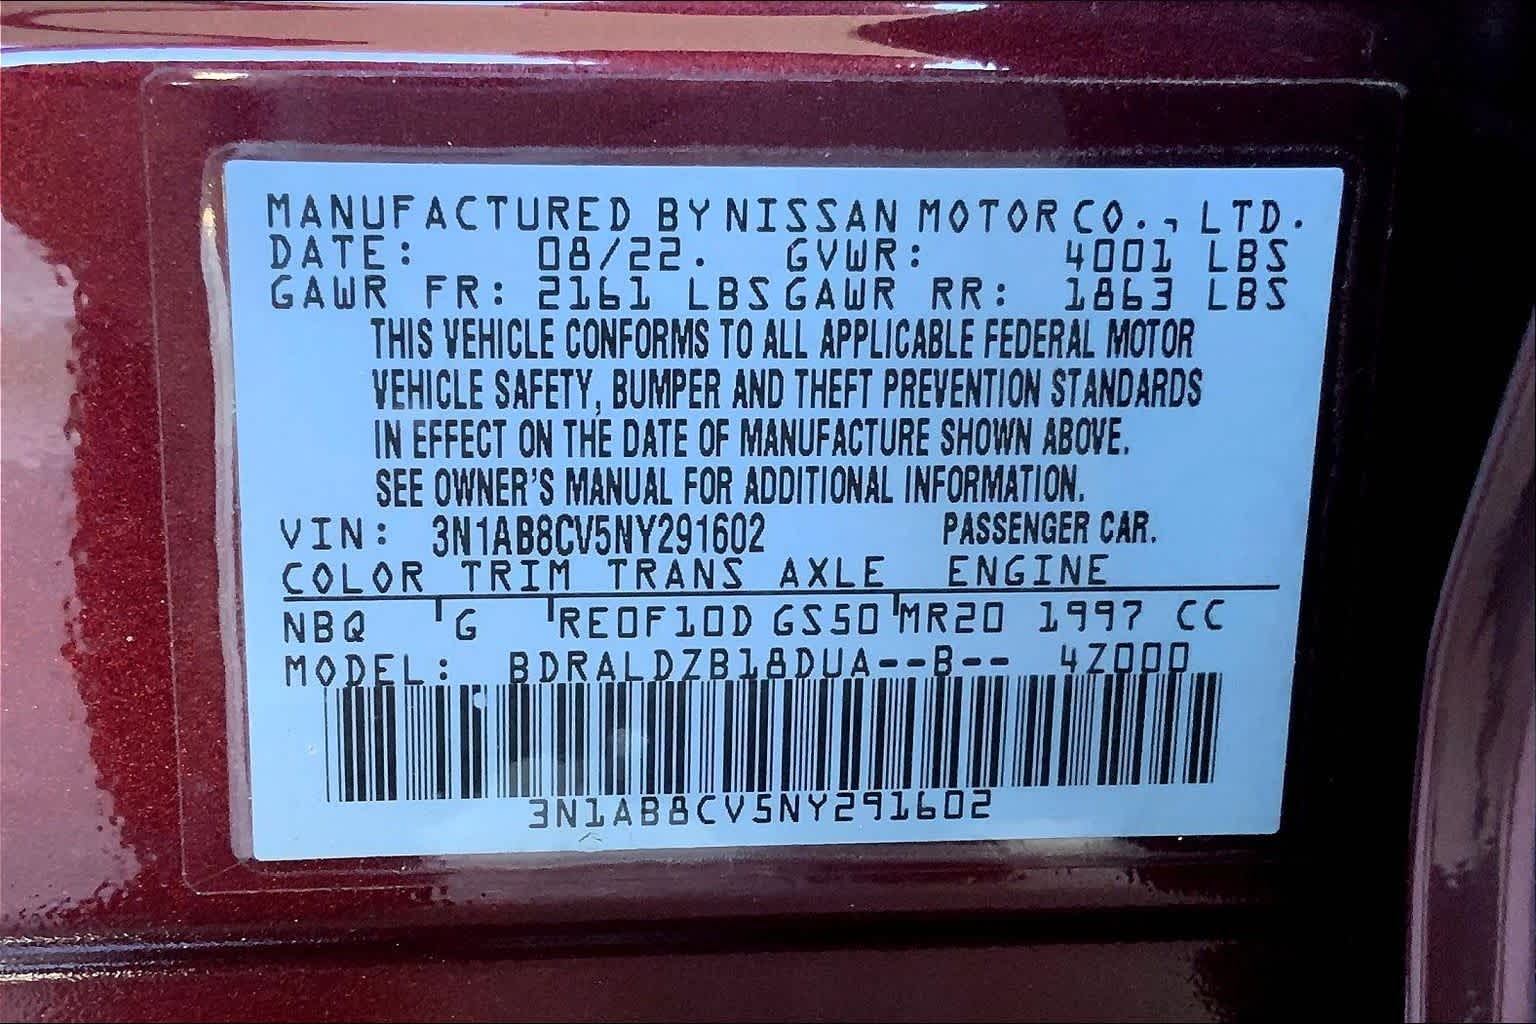 MANUFACTURED BY NISSAN MOTOR CO., LTD.
DATE: 08/22. GVWR: 4001 LBS
GAWR FR: 2161 LBS GAWR RR: 1863 LBS
THIS VEHICLE CONFORMS TO ALL APPLICABLE FEDERAL MOTOR
VEHICLE SAFETY, BUMPER AND THEFT PREVENTION STANDARDS
IN EFFECT ON THE DATE OF MANUFACTURE SHOWN ABOVE.
SEE OWNER'S MANUAL FOR ADDITIONAL INFORMATION.
VIN: 3N1AB8CV5NY291602 PASSENGER CAR.
COLOR TRIM TRANS AXLE ENGINE
NBQ G RE0F10D GS50 MR20 1997 CC
MODEL: BDRALDZB18DUA--B-- 4Z000
3N1AB8CV5NY291602